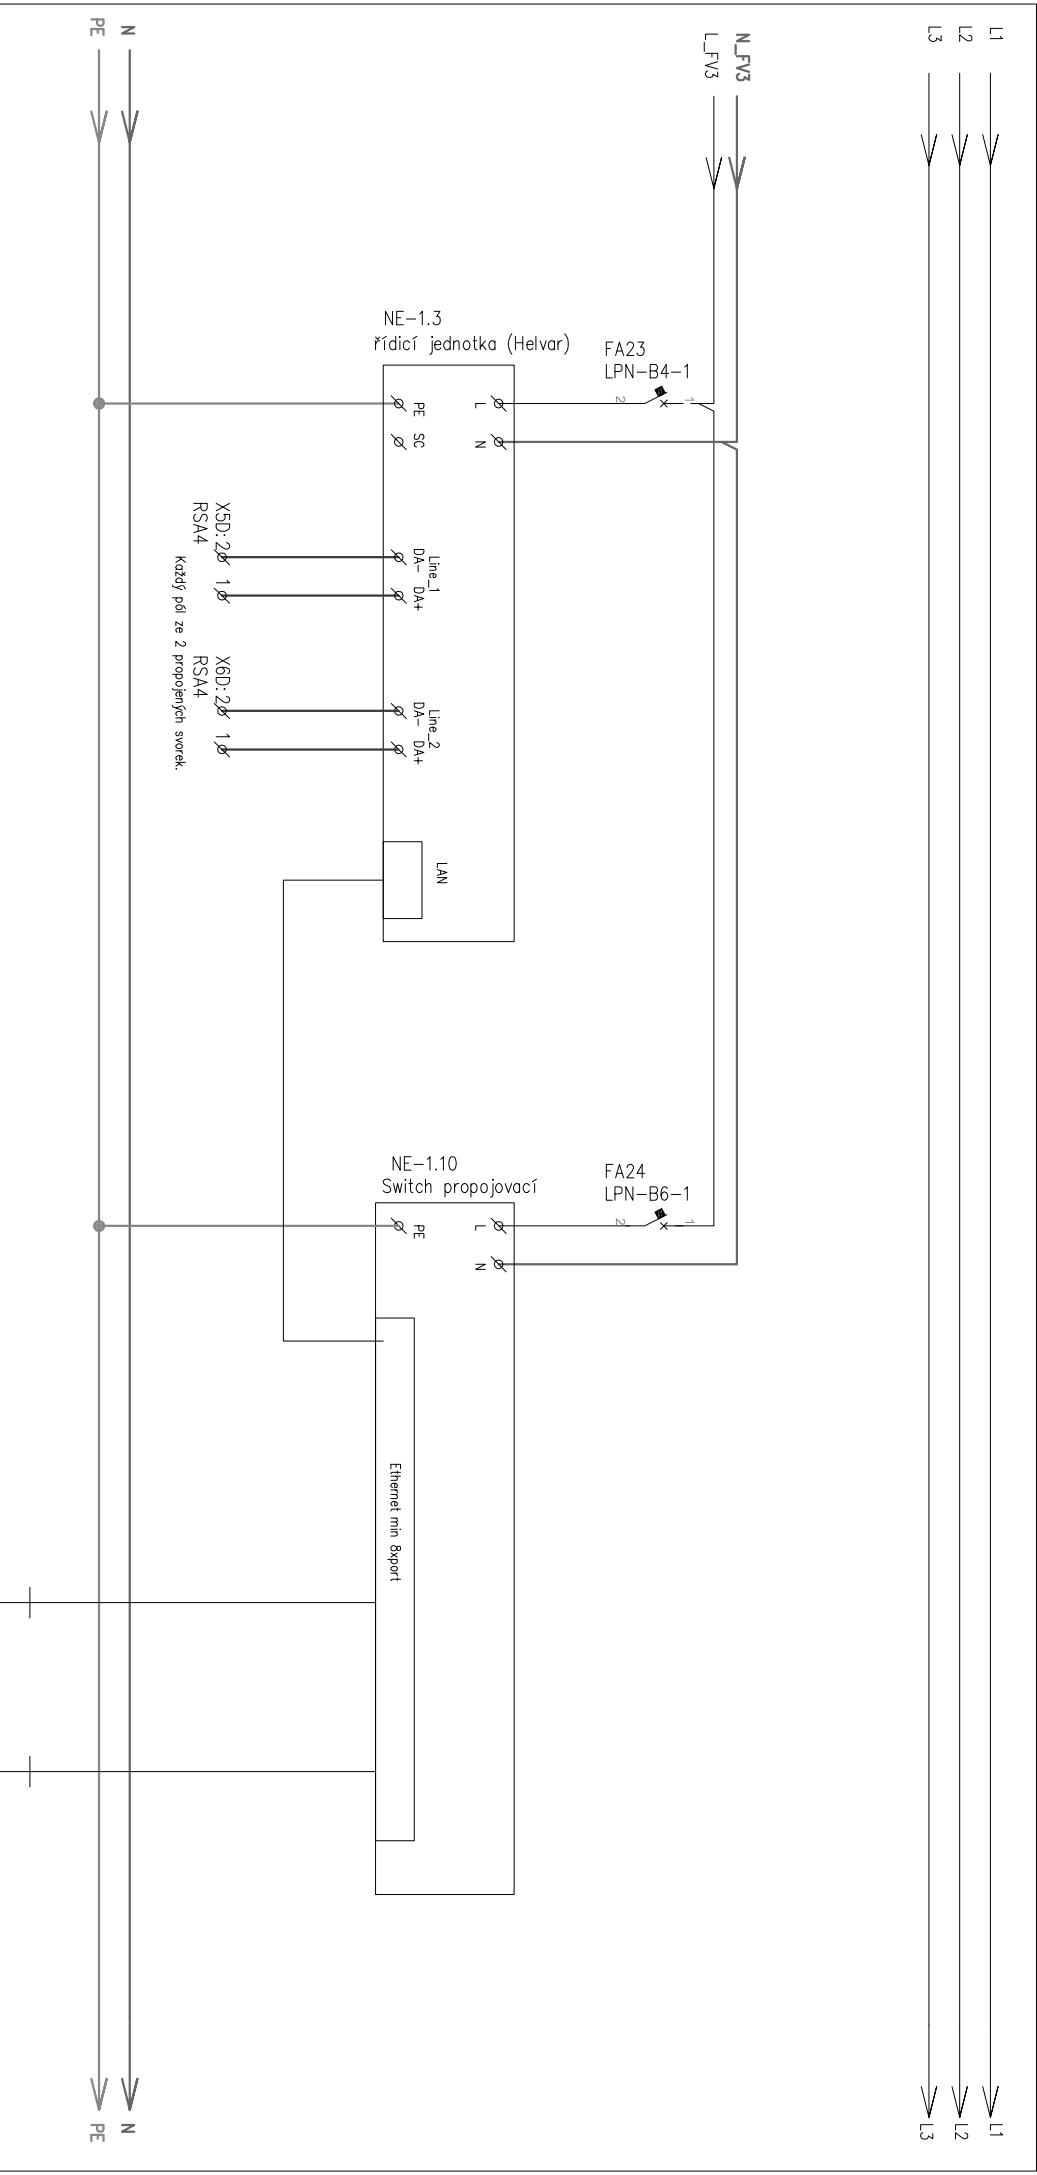 PE
N
L_FV3
N_FV3
L3
L2
L1
NE-1.3
řídicí jednotka (Helvar)
FA23
LPN-B4-1
2
1
L
N
PE
SC
Line_1
DA-
DA+
X5D:2
1
RSA4
Line_2
DA-
DA+
X6D:2
1
RSA4
Každý pól ze 2 propojených svorek.
LAN
NE-1.10
Switch propojovací
FA24
LPN-B6-1
2
1
L
N
PE
Ethernet min 8xport
PE
N
L3
L2
L1